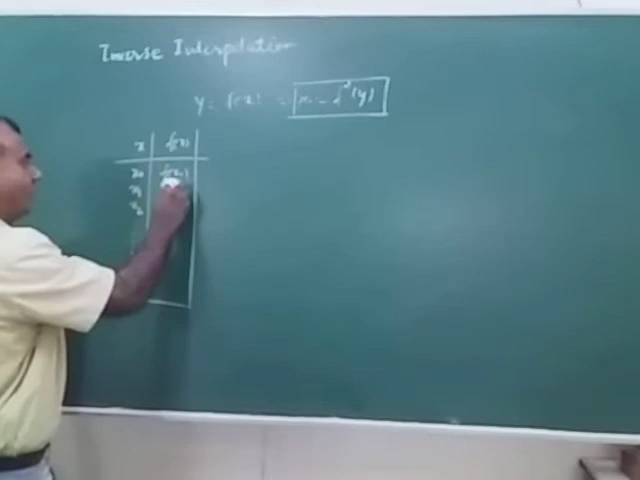 Inverse Interpolation
y = f(x) = x = f⁻¹(y)
x f(x)
x₀ f(x₀)
x₁
x₂